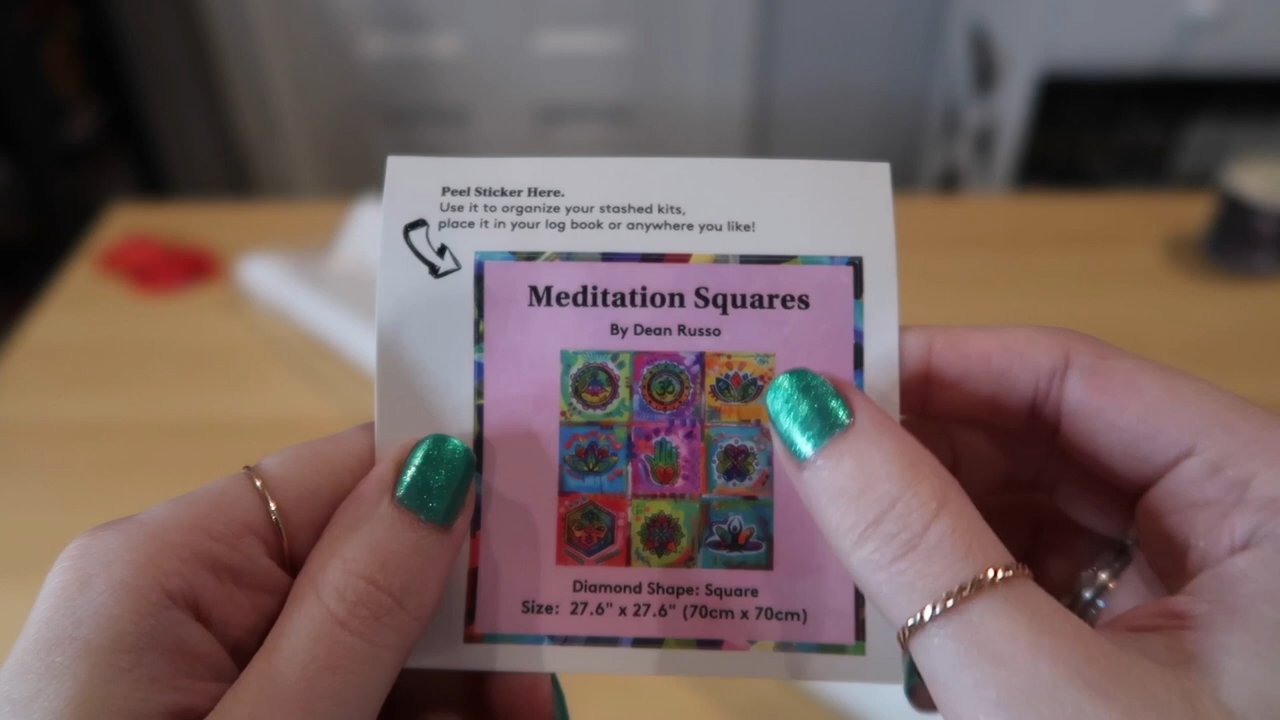 Peel Sticker Here.
Use it to organize your stashed kits,
place it in your log book or anywhere you like!
Meditation Squares
By Dean Russo
Diamond Shape: Square
Size: 27.6" x 27.6" (70cm x 70cm)